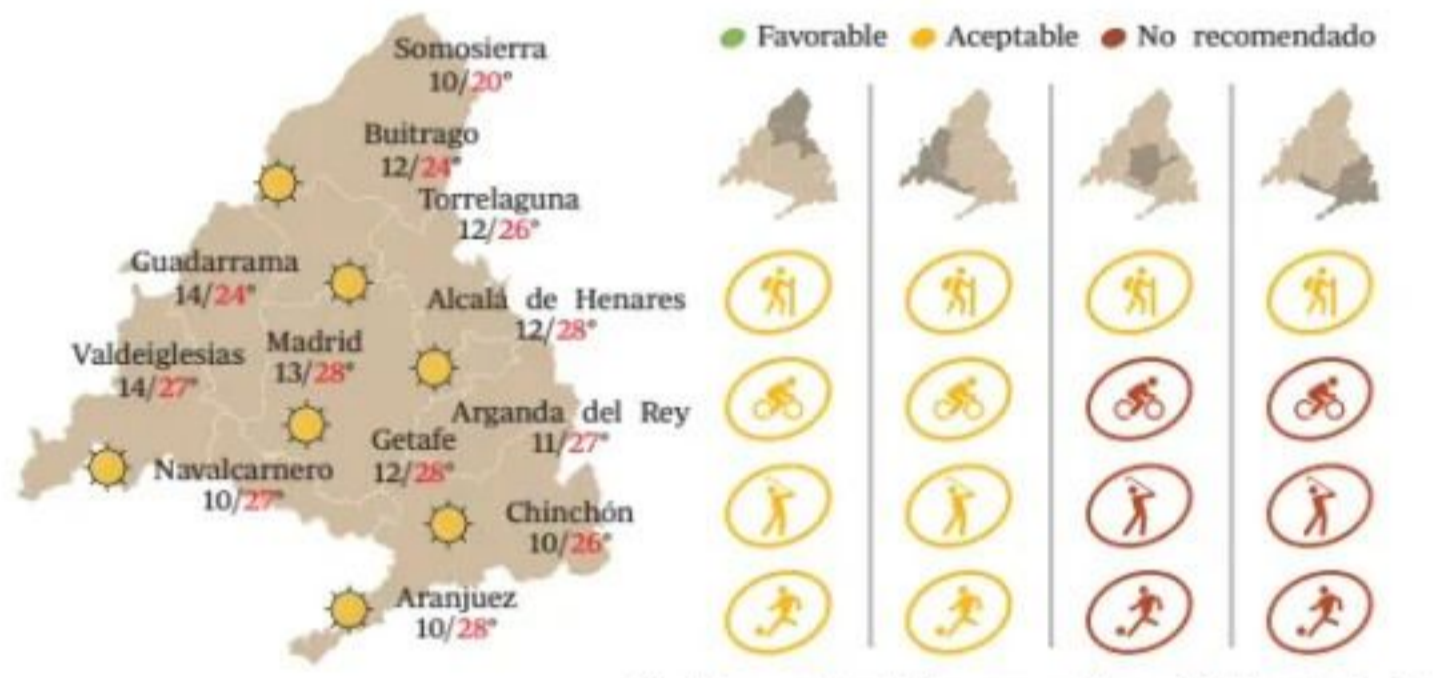 Somosierra
10/20°
Buitrago
12/24°
Torrelaguna
12/26°
Guadarrama
14/24°
Alcalá de Henares
12/28°
Valdeiglesias
14/27°
Madrid
13/28°
Arganda del Rey
11/27°
Getafe
12/28°
Navalcarnero
10/27°
Chinchón
10/26°
Aranjuez
10/28°
Favorable Aceptable No recomendado